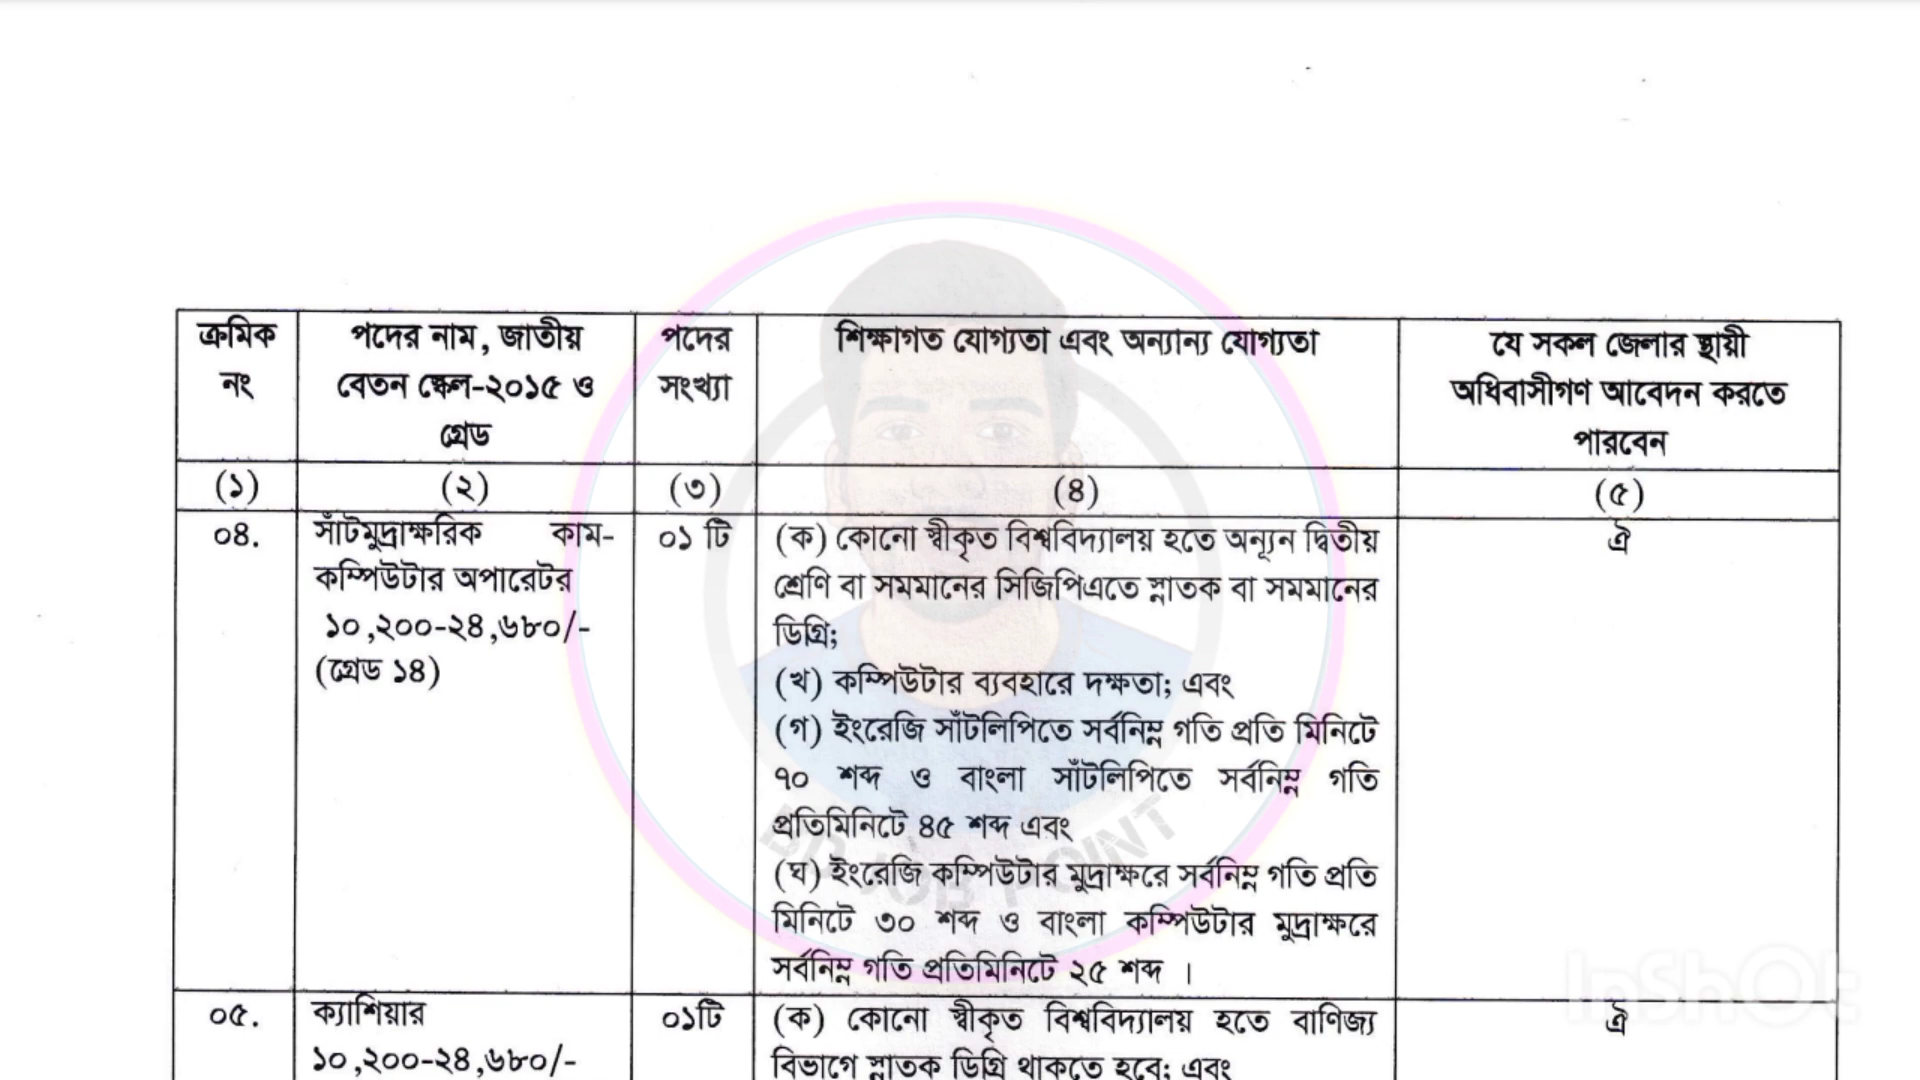 ক্রমিক নং
পদের নাম, জাতীয় বেতন স্কেল-২০১৫ ও গ্রেড
পদের সংখ্যা
শিক্ষাগত যোগ্যতা এবং অন্যান্য যোগ্যতা
যে সকল জেলার স্থায়ী অধিবাসীগণ আবেদন করতে পারবেন
(১)
(২)
(৩)
(৪)
(৫)
০৪.
সাঁটমুদ্রাক্ষরিক কাম-
কম্পিউটার অপারেটর
১০,২০০-২৪,৬৮০/-
(গ্রেড ১৪)
০১ টি
(ক) কোনো স্বীকৃত বিশ্ববিদ্যালয় হতে অন্যূন দ্বিতীয়
শ্রেণি বা সমমানের সিজিপিএতে স্নাতক বা সমমানের
ডিগ্রি;
(খ) কম্পিউটার ব্যবহারে দক্ষতা; এবং
(গ) ইংরেজি সাঁটলিপিতে সর্বনিম্ন গতি প্রতি মিনিটে
৭০ শব্দ ও বাংলা সাঁটলিপিতে সর্বনিম্ন গতি
প্রতিমিনিটে ৪৫ শব্দ এবং
(ঘ) ইংরেজি কম্পিউটার মুদ্রাক্ষরে সর্বনিম্ন গতি প্রতি
মিনিটে ৩০ শব্দ ও বাংলা কম্পিউটার মুদ্রাক্ষরে
সর্বনিম্ন গতি প্রতিমিনিটে ২৫ শব্দ ।
ঐ
০৫.
ক্যাশিয়ার
১০,২০০-২৪,৬৮০/-
০১টি
(ক) কোনো স্বীকৃত বিশ্ববিদ্যালয় হতে বাণিজ্য
বিভাগে স্নাতক ডিগ্রি থাকতে হবে; এবং
ঐ
BD JOB POINT
InShOt